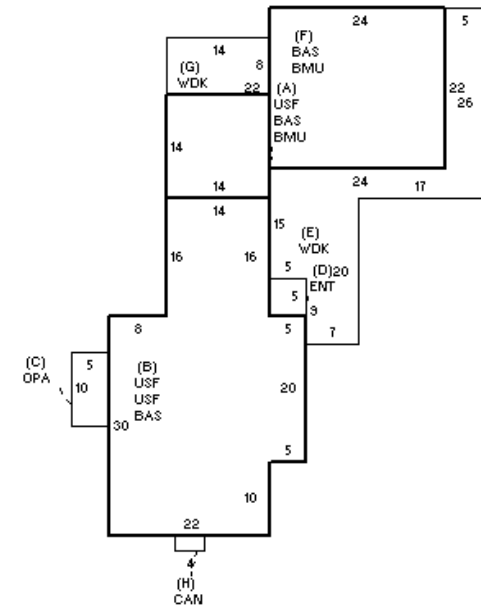 24
5
(F)
BAS
BMU
14
8
(G)
WDK
22
(A)
USF
BAS
BMU
22
26
14
14
24
17
14
15
(E)
WDK
16
16
5
(D)20
ENT
5
9
8
5
7
(C)
OPA
5
10
(B)
USF
USF
BAS
20
30
5
10
22
4
(H)
CAN